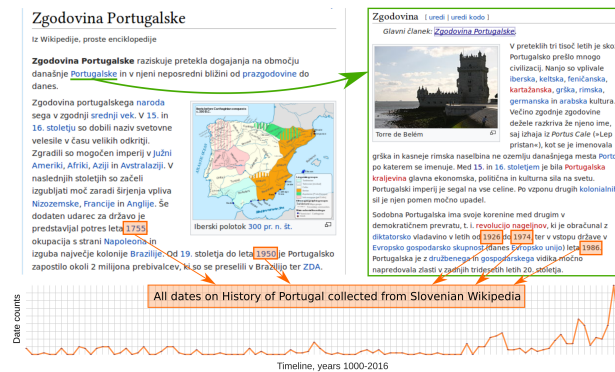 Zgodovina Portugalske
Iz Wikipedije, proste enciklopedije
Zgodovina Portugalske raziskuje pretekla dogajanja na območju
današnje Portugalske in v njeni neposredni bližini od prazgodovine do
danes.
Zgodovina portugalskega naroda
sega v zgodnji srednji vek. V 15. in
16. stoletju so dobili naziv svetovne
velesile v času velikih odkritij.
Zgradili so mogočen imperij v Južni
Ameriki, Afriki, Aziji in Avstralaziji. V
naslednjih stoletjih so začeli
izgubljati moč zaradi širjenja vpliva
Nizozemske, Francije in Anglije. Še
dodaten udarec za državo je
predstavljal potres leta 1755,
okupacija s strani Napoleona in
izguba največje kolonije Brazilije. Od 19. stoletja do leta 1950 je Portugalsko
zapostilo okoli 2 milijona prebivalcev, ki so se preselili v Brazilijo ter ZDA.
Iberski polotok 300 pr. n. št.
Zgodovina [ uredi | uredi kodo ]
Glavni članek: Zgodovina Portugalske.
Torre de Belém
V preteklih tri tisoč letih je sko
Portugalsko prešlo mnogo
civilizacij. Nanjo so vplivale
iberska, keltska, feničanska,
kartažanska, grška, rimska,
germanska in arabska kultura
Večino zgodnje zgodovine
dežele razkriva že njeno ime,
saj izhaja iz Portus Cale (»Lep
pristan«), kot se je imenovala
grška in kasneje rimska naselbina ne ozemlju današnjega mesta Porto
po katerem se imenuje. Med 15. in 16. stoletjem je bila Portugalska
kraljevina glavna ekonomska, politična in kulturna sila na svetu.
Portugalski imperij je segal na vse celine. Po vzponu drugih kolonialnih
sil je njen pomen močno upadel.
Sodobna Portugalska ima svoje korenine med drugim v
demokratičnem prevratu, t. i. revolucijo nageljnov, ki je obračunal z
diktatorsko vladavino v letih od 1926 do 1974, ter v vstopu države v
Evropsko gospodarsko skupnost (danes Evropsko unijo) leta 1986.
Portugalska je z družbenega in gospodarskega vidika močno
napredovala zlasti v zadnjih tridesetih letih 20. stoletja.
All dates on History of Portugal collected from Slovenian Wikipedia
Date counts
Timeline, years 1000-2016